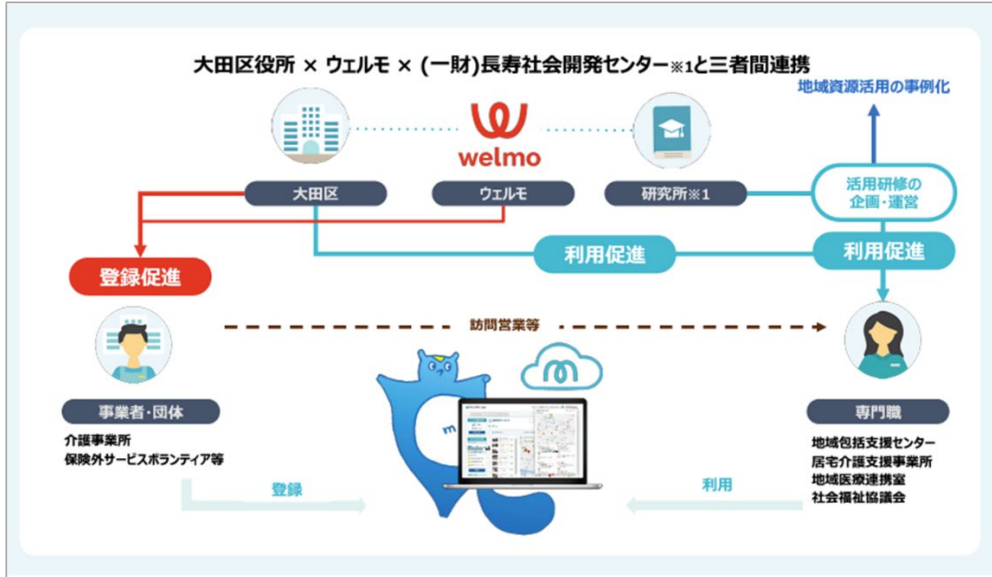 大田区役所 × ウェルモ × (一財)長寿社会開発センター※1と三者間連携
地域資源活用の事例化
welmo
大田区
ウェルモ
研究所※1
活用研修の
企画・運営
利用促進
利用促進
登録促進
訪問営業等
m
事業者・団体
介護事業所
保険外サービスボランティア等
専門職
地域包括支援センター
居宅介護支援事業所
地域医療連携室
社会福祉協議会
登録
利用